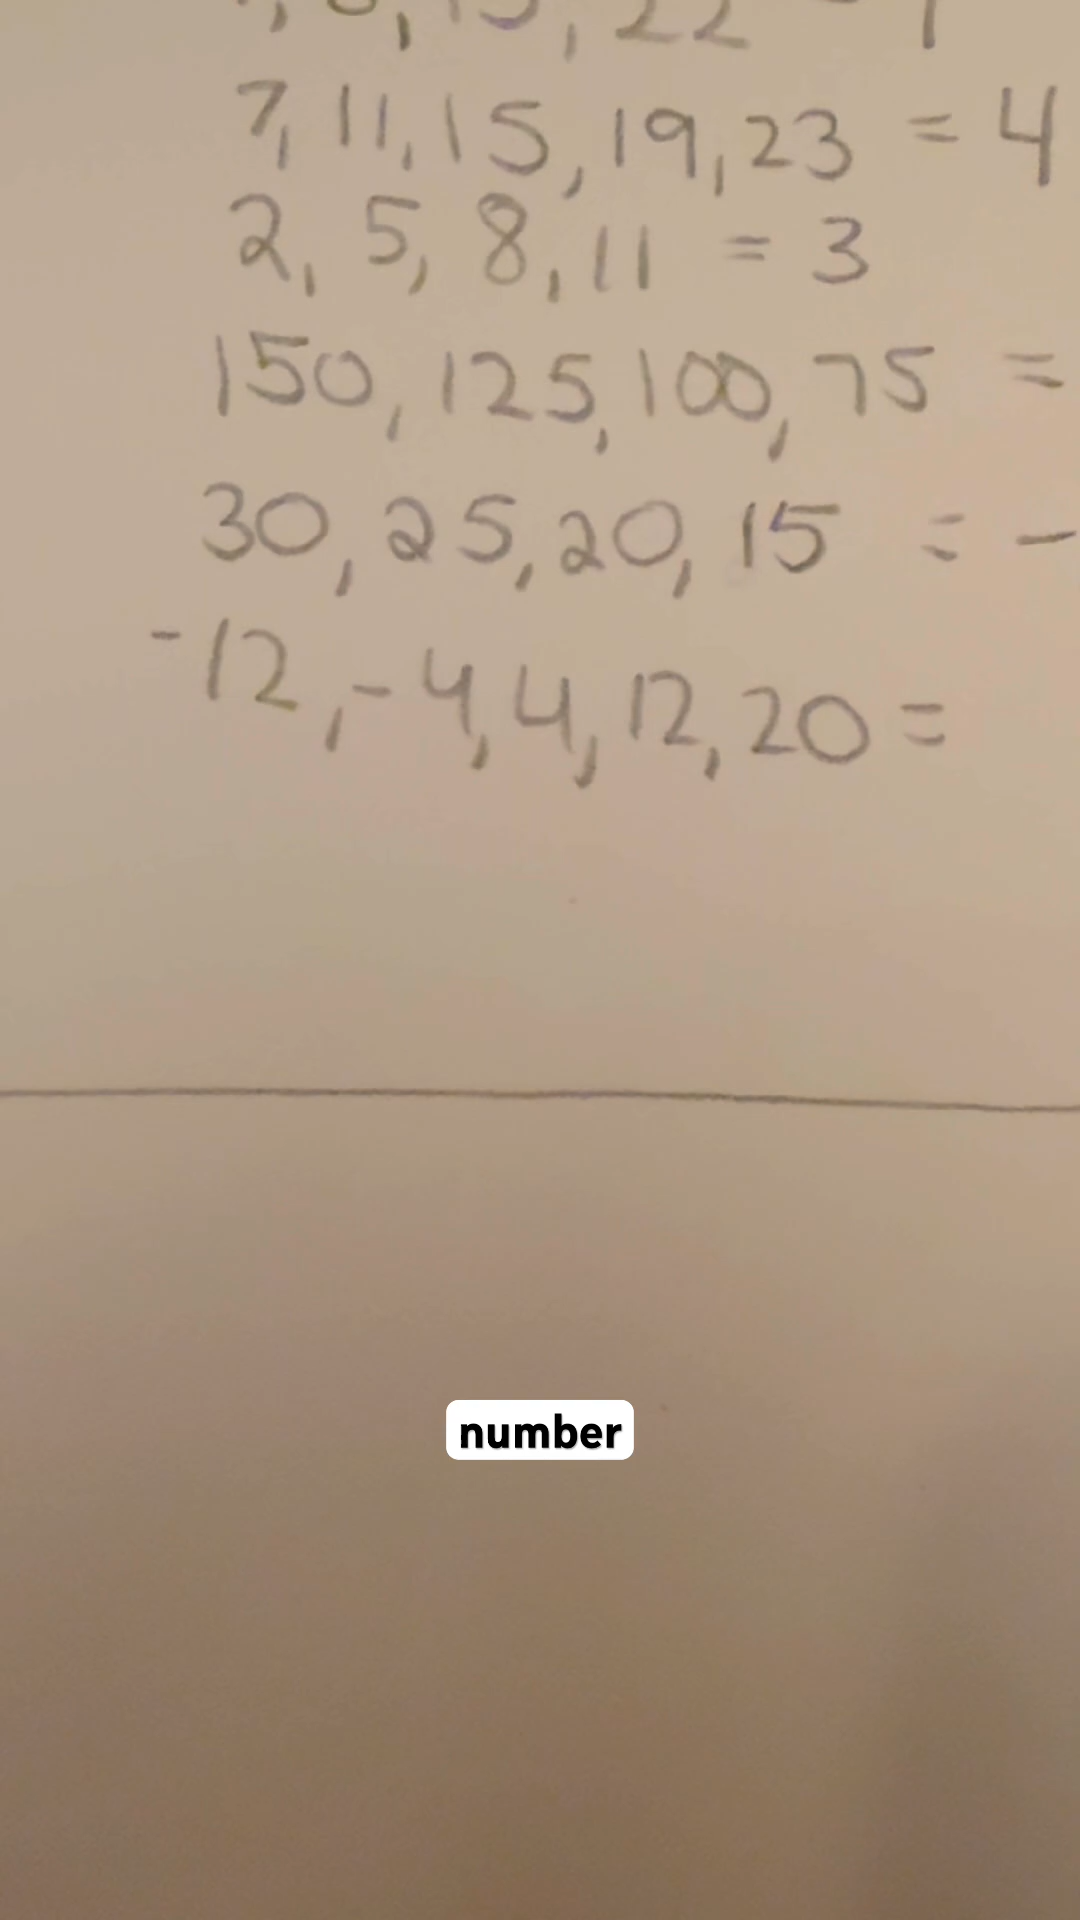 22
7, 11, 15, 19, 23 = 4
2, 5, 8, 11 = 3
150, 125, 100, 75 =
30, 25, 20, 15 = -
-12, -4, 4, 12, 20 =
number